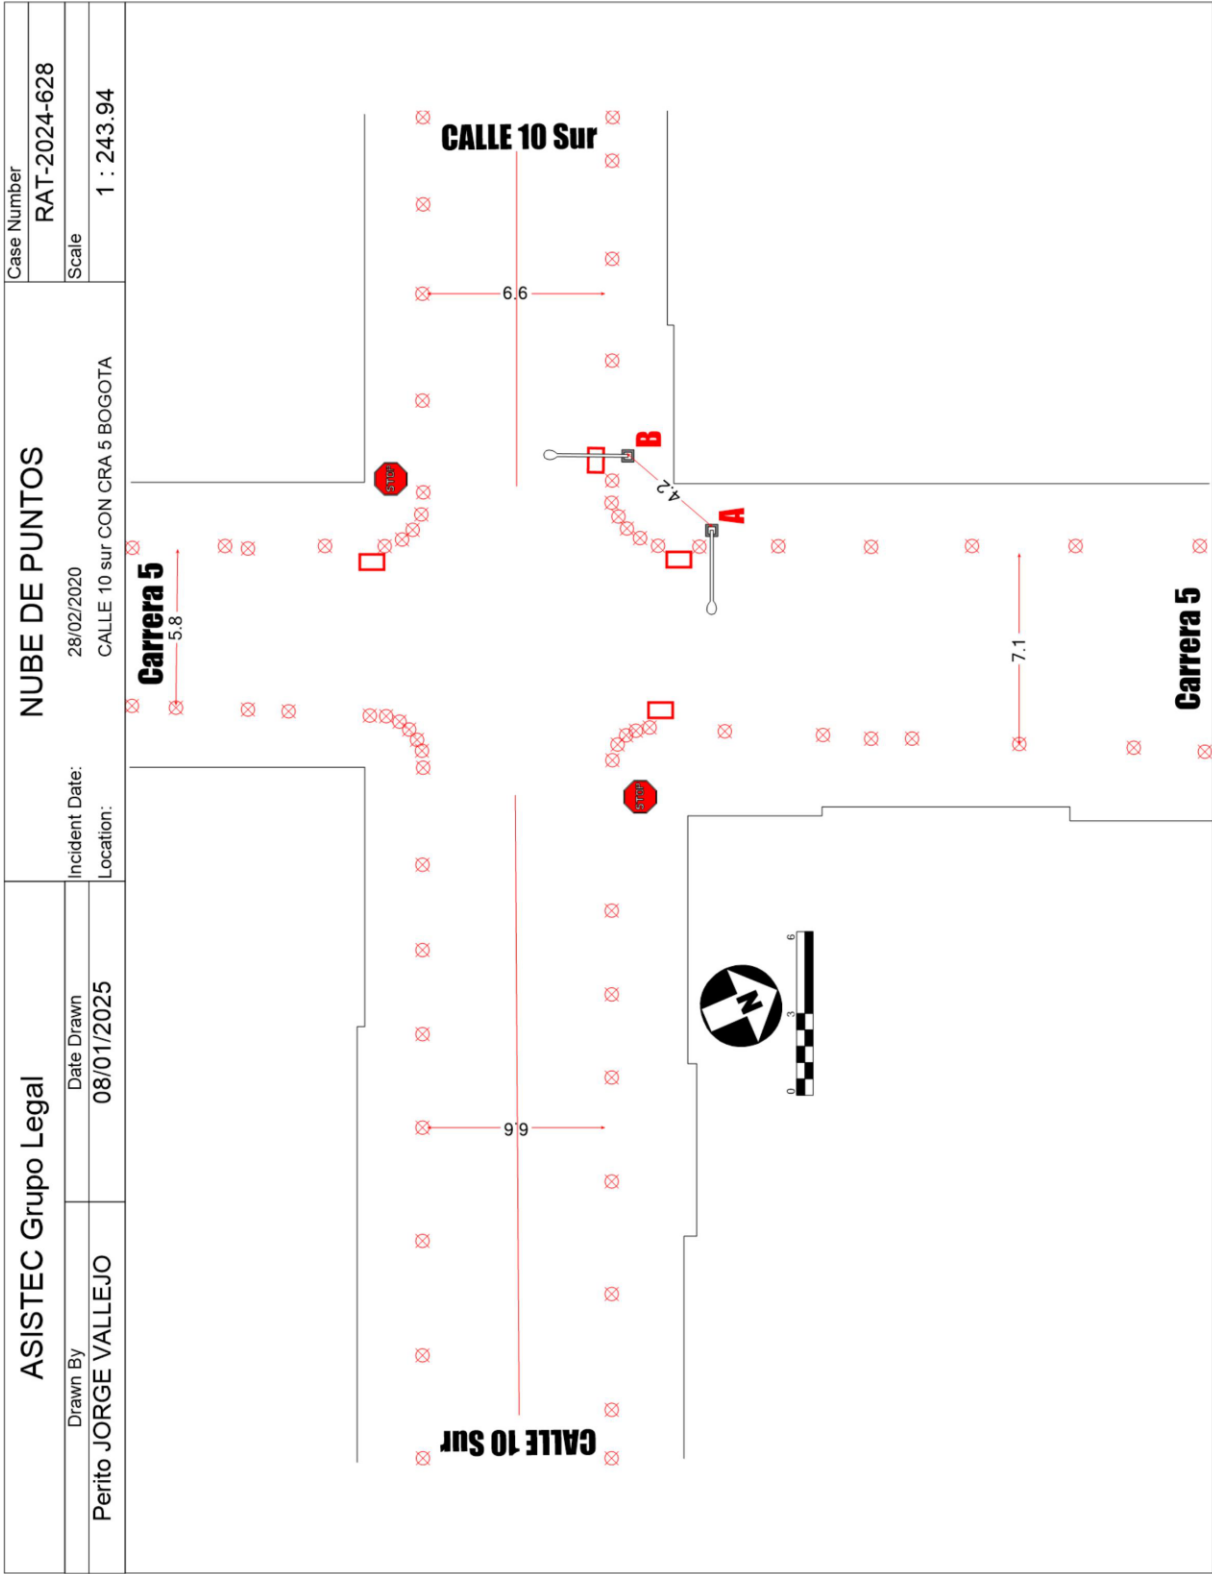 ASISTEC Grupo Legal
NUBE DE PUNTOS
Case Number
RAT-2024-628
Drawn By
Date Drawn
Incident Date:
28/02/2020
Scale
Perito JORGE VALLEJO
08/01/2025
Location:
CALLE 10 sur CON CRA 5 BOGOTA
1 : 243.94
Carrera 5
5.8
STOP
CALLE 10 Sur
6.6
CALLE 10 Sur
6.6
B
4.2
A
STOP
7.1
Carrera 5
N
0
3
6